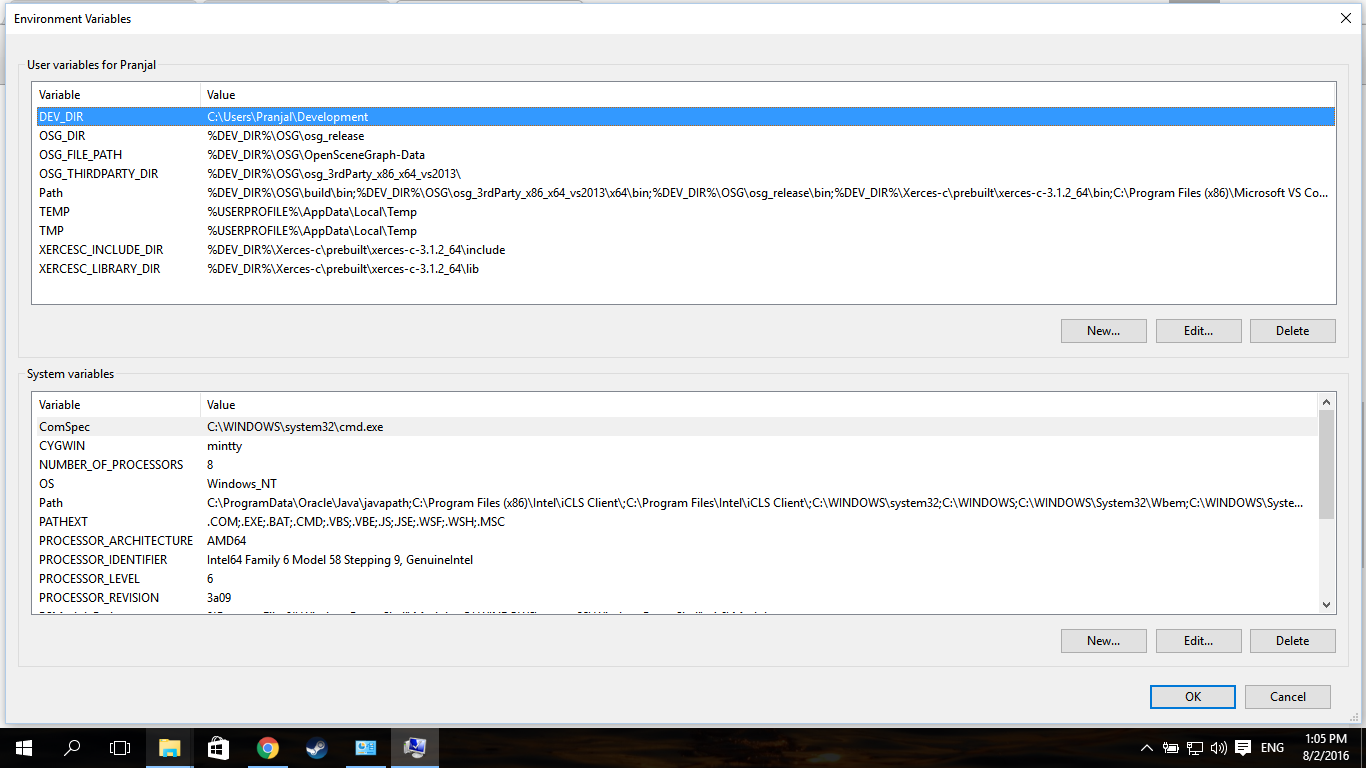 Environment Variables
User variables for Pranjal
Variable Value
DEV_DIR C:\Users\Pranjal\Development
OSG_DIR %DEV_DIR%\OSG\osg_release
OSG_FILE_PATH %DEV_DIR%\OSG\OpenSceneGraph-Data
OSG_THIRDPARTY_DIR %DEV_DIR%\OSG\osg_3rdParty_x86_x64_vs2013\
Path %DEV_DIR%\OSG\build\bin;%DEV_DIR%\OSG\osg_3rdParty_x86_x64_vs2013\x64\bin;%DEV_DIR%\OSG\osg_release\bin;%DEV_DIR%\Xerces-c\prebuilt\xerces-c-3.1.2_64\bin;C:\Program Files (x86)\Microsoft VS Co...
TEMP %USERPROFILE%\AppData\Local\Temp
TMP %USERPROFILE%\AppData\Local\Temp
XERCESC_INCLUDE_DIR %DEV_DIR%\Xerces-c\prebuilt\xerces-c-3.1.2_64\include
XERCESC_LIBRARY_DIR %DEV_DIR%\Xerces-c\prebuilt\xerces-c-3.1.2_64\lib
New... Edit... Delete
System variables
Variable Value
ComSpec C:\WINDOWS\system32\cmd.exe
CYGWIN mintty
NUMBER_OF_PROCESSORS 8
OS Windows_NT
Path C:\ProgramData\Oracle\Java\javapath;C:\Program Files (x86)\Intel\iCLS Client\;C:\Program Files\Intel\iCLS Client\;C:\WINDOWS\system32;C:\WINDOWS;C:\WINDOWS\System32\Wbem;C:\WINDOWS\Syste...
PATHEXT .COM;.EXE;.BAT;.CMD;.VBS;.VBE;.JS;.JSE;.WSF;.WSH;.MSC
PROCESSOR_ARCHITECTURE AMD64
PROCESSOR_IDENTIFIER Intel64 Family 6 Model 58 Stepping 9, GenuineIntel
PROCESSOR_LEVEL 6
PROCESSOR_REVISION 3a09
New... Edit... Delete
OK Cancel
ENG
1:05 PM
8/2/2016